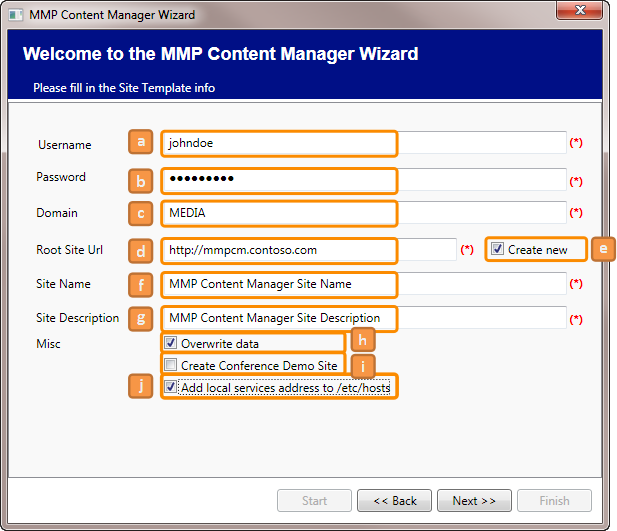 MMP Content Manager Wizard
x
Welcome to the MMP Content Manager Wizard
Please fill in the Site Template info
Username a johndoe (*)
Password b ●●●●●●●●● (*)
Domain c MEDIA (*)
Root Site Url d http://mmpcm.contoso.com (*) Create new e
Site Name f MMP Content Manager Site Name (*)
Site Description g MMP Content Manager Site Description (*)
Misc Overwrite data h
Create Conference Demo Site i
j Add local services address to /etc/hosts
Start << Back Next >> Finish